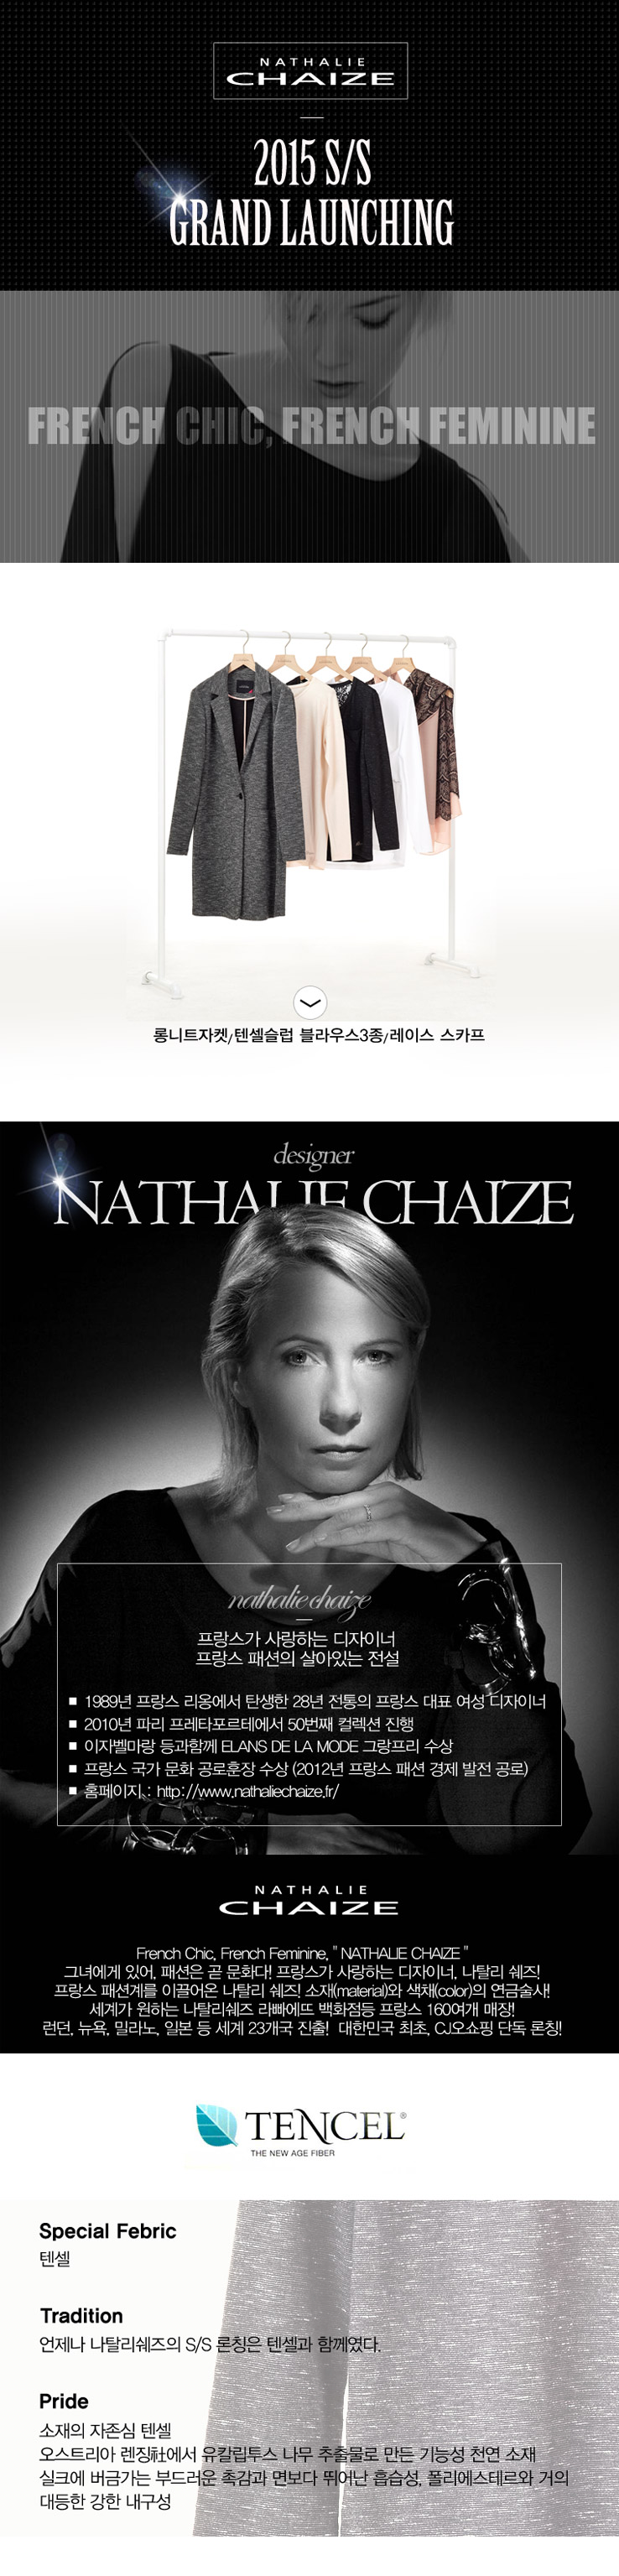 NATHALIE
CHAIZE
2015 S/S
GRAND LAUNCHING
FRENCH CHIC, FRENCH FEMININE
롱니트자켓/텐셀슬럽 블라우스3종/레이스 스카프
designer
NATHALIE CHAIZE
nathalie chaize
프랑스가 사랑하는 디자이너
프랑스 패션의 살아있는 전설
■ 1989년 프랑스 리옹에서 탄생한 28년 전통의 프랑스 대표 여성 디자이너
■ 2010년 파리 프레타포르테에서 50번째 컬렉션 진행
■ 이자벨마랑 등과함께 ELANS DE LA MODE 그랑프리 수상
■ 프랑스 국가 문화 공로훈장 수상 (2012년 프랑스 패션 경제 발전 공로)
■ 홈페이지 : http://www.nathaliechaize.fr/
NATHALIE
CHAIZE
French Chic, French Feminine, " NATHALIE CHAIZE "
그녀에게 있어, 패션은 곧 문화다! 프랑스가 사랑하는 디자이너, 나탈리 쉐즈!
프랑스 패션계를 이끌어온 나탈리 쉐즈! 소재(material)와 색채(color)의 연금술사!
세계가 원하는 나탈리쉐즈 라빠에뜨 백화점등 프랑스 160여개 매장!
런던, 뉴욕, 밀라노, 일본 등 세계 23개국 진출! 대한민국 최초, CJ오쇼핑 단독 론칭!
TENCEL®
THE NEW AGE FIBER
Special Febric
텐셀
Tradition
언제나 나탈리쉐즈의 S/S 론칭은 텐셀과 함께였다.
Pride
소재의 자존심 텐셀
오스트리아 렌징社에서 유칼립투스 나무 추출물로 만든 기능성 천연 소재
실크에 버금가는 부드러운 촉감과 면보다 뛰어난 흡습성, 폴리에스테르와 거의
대등한 강한 내구성